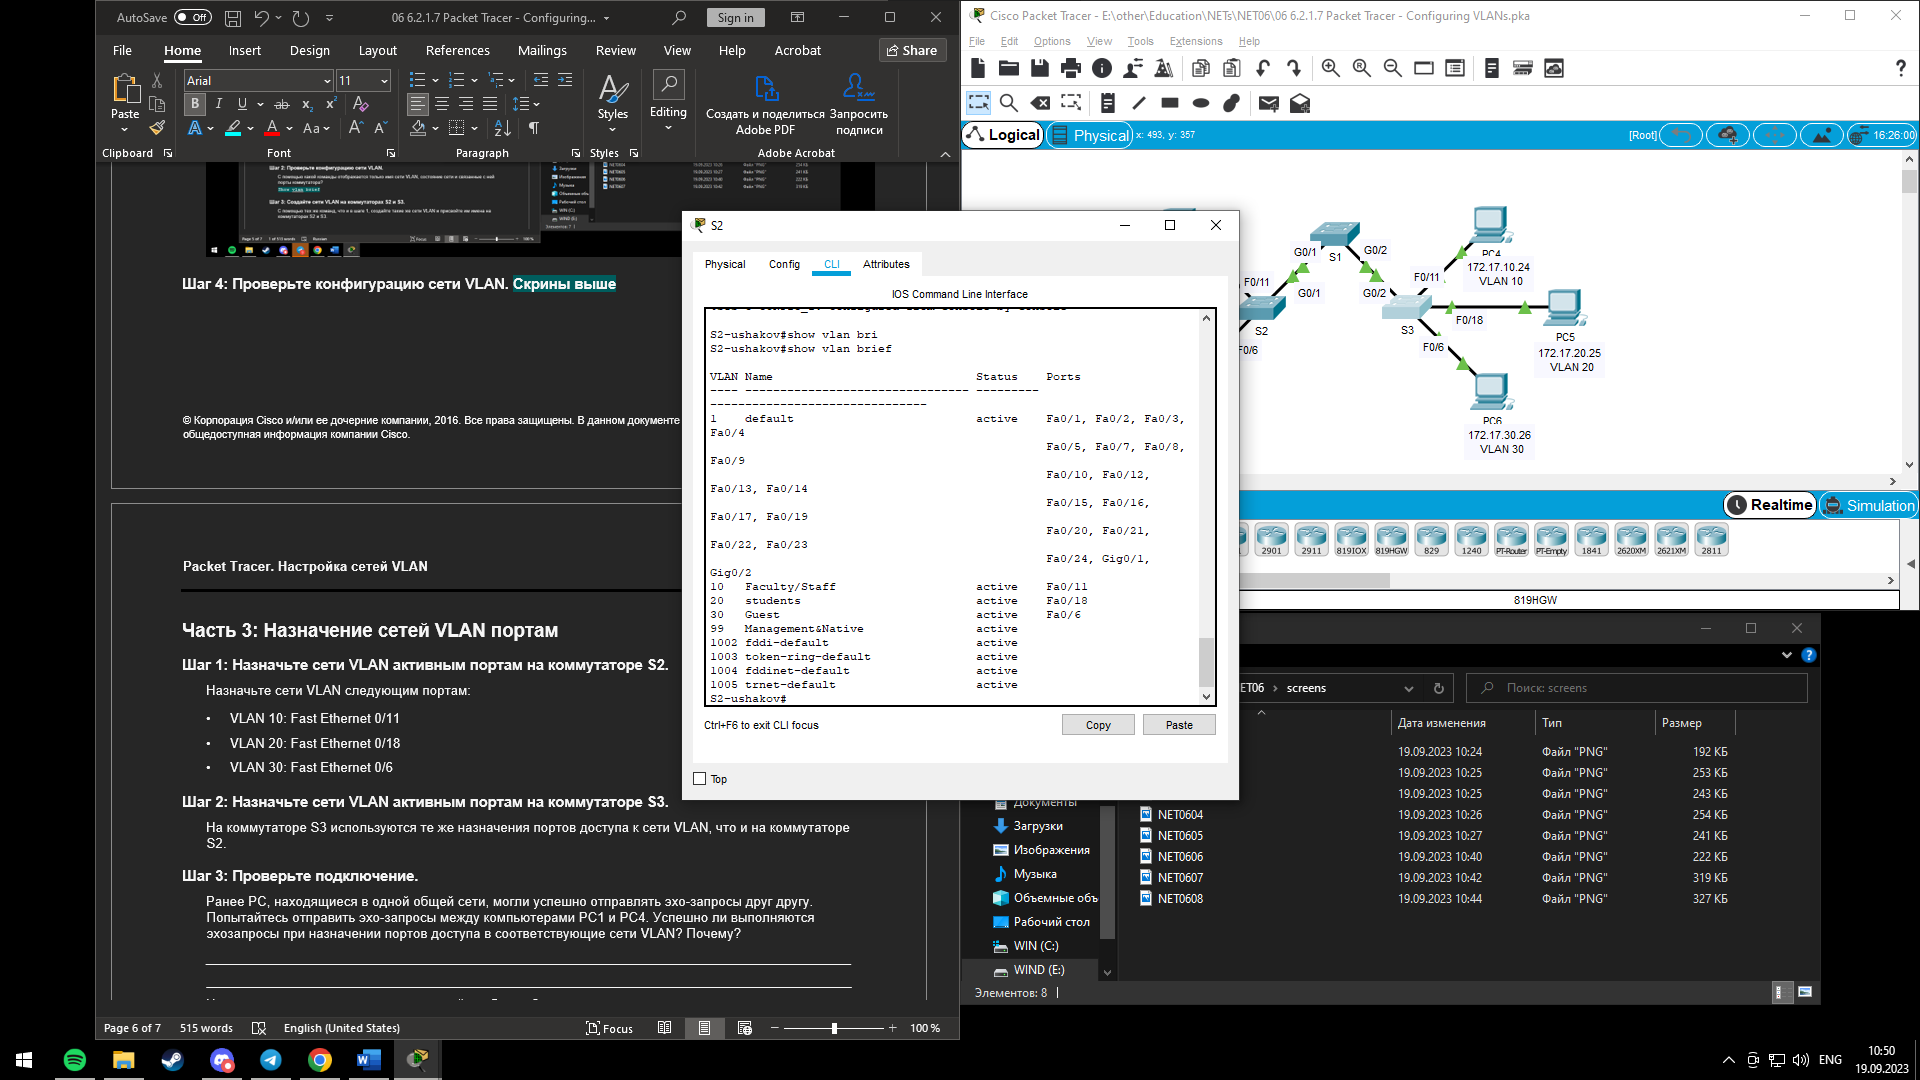 AutoSave
Off
06 6.2.1.7 Packet Tracer - Configuring...
Sign in
File
Home
Insert
Design
Layout
References
Mailings
Review
View
Help
Acrobat
Share
Arial
11
Paste
Styles
Editing
Создать и поделиться
Adobe PDF
Запросить
подписи
Clipboard
Font
Paragraph
Styles
Adobe Acrobat
Шаг 2: Проверьте конфигурацию сети VLAN.
Шаг 3: Создайте сети VLAN на коммутаторах S2 и S3.
Шаг 4: Проверьте конфигурацию сети VLAN. Скрины выше
© Корпорация Cisco и/или ее дочерние компании, 2016. Все права защищены. В данном документе
общедоступная информация компании Cisco.
Packet Tracer. Настройка сетей VLAN
Часть 3: Назначение сетей VLAN портам
Шаг 1: Назначьте сети VLAN активным портам на коммутаторе S2.
Назначьте сети VLAN следующим портам:
• VLAN 10: Fast Ethernet 0/11
• VLAN 20: Fast Ethernet 0/18
• VLAN 30: Fast Ethernet 0/6
Шаг 2: Назначьте сети VLAN активным портам на коммутаторе S3.
На коммутаторе S3 используются те же назначения портов доступа к сети VLAN, что и на коммутаторе
S2.
Шаг 3: Проверьте подключение.
Ранее PC, находящиеся в одной общей сети, могли успешно отправлять эхо-запросы друг другу.
Попытайтесь отправить эхо-запросы между компьютерами PC1 и PC4. Успешно ли выполняются
эхозапросы при назначении портов доступа в соответствующие сети VLAN? Почему?
Page 6 of 7
515 words
English (United States)
Focus
100 %
S2
Physical
Config
CLI
Attributes
IOS Command Line Interface
S2-ushakov#show vlan bri
S2-ushakov#show vlan brief
VLAN Name Status Ports
---- -------------------------------- ---------
-------------------------------
1 default active Fa0/1, Fa0/2, Fa0/3,
Fa0/4
Fa0/5, Fa0/7, Fa0/8,
Fa0/9
Fa0/10, Fa0/12,
Fa0/13, Fa0/14
Fa0/15, Fa0/16,
Fa0/17, Fa0/19
Fa0/20, Fa0/21,
Fa0/22, Fa0/23
Fa0/24, Gig0/1,
Gig0/2
10 Faculty/Staff active Fa0/11
20 students active Fa0/18
30 Guest active Fa0/6
99 Management&Native active
1002 fddi-default active
1003 token-ring-default active
1004 fddinet-default active
1005 trnet-default active
S2-ushakov#
Ctrl+F6 to exit CLI focus
Copy
Paste
Top
Cisco Packet Tracer - E:\other\Education\NETs\NET06\06 6.2.1.7 Packet Tracer - Configuring VLANs.pka
File
Edit
Options
View
Tools
Extensions
Help
Logical
Physical
x: 493, y: 357
[Root]
16:26:00
G0/1
G0/2
S1
F0/11
G0/1
G0/2
F0/11
S2
S3
F0/6
F0/6
F0/18
PC4
172.17.10.24
VLAN 10
PC5
172.17.20.25
VLAN 20
PC6
172.17.30.26
VLAN 30
Realtime
Simulation
2901
2911
819IOX
819HGW
829
1240
PT-Router
PT-Empty
1841
2620XM
2621XM
2811
819HGW
ET06 › screens
Поиск: screens
Дата изменения
Тип
Размер
19.09.2023 10:24 Файл "PNG" 192 КБ
19.09.2023 10:25 Файл "PNG" 253 КБ
19.09.2023 10:25 Файл "PNG" 243 КБ
NET0604 19.09.2023 10:26 Файл "PNG" 254 КБ
NET0605 19.09.2023 10:27 Файл "PNG" 241 КБ
NET0606 19.09.2023 10:40 Файл "PNG" 222 КБ
NET0607 19.09.2023 10:42 Файл "PNG" 319 КБ
NET0608 19.09.2023 10:44 Файл "PNG" 327 КБ
Документы
Загрузки
Изображения
Музыка
Объемные объ
Рабочий стол
WIN (C:)
WIND (E:)
Элементов: 8
ENG
10:50
19.09.2023